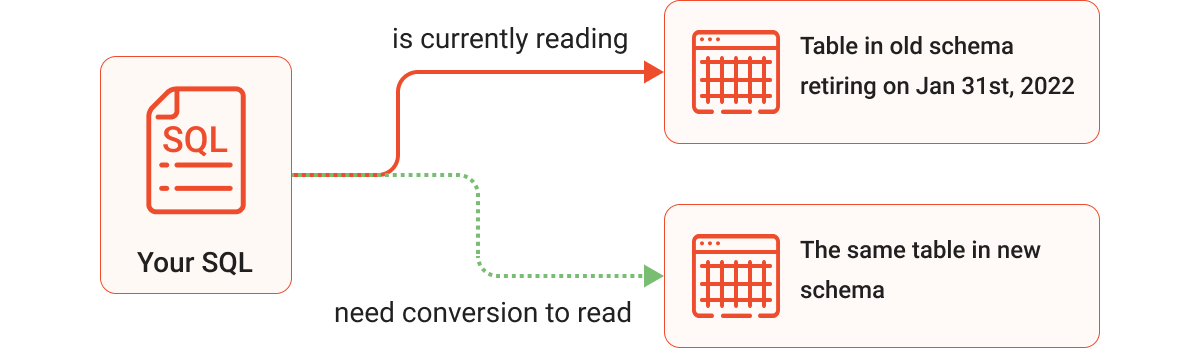 is currently reading
Table in old schema
retiring on Jan 31st, 2022
SQL
Your SQL
The same table in new
schema
need conversion to read